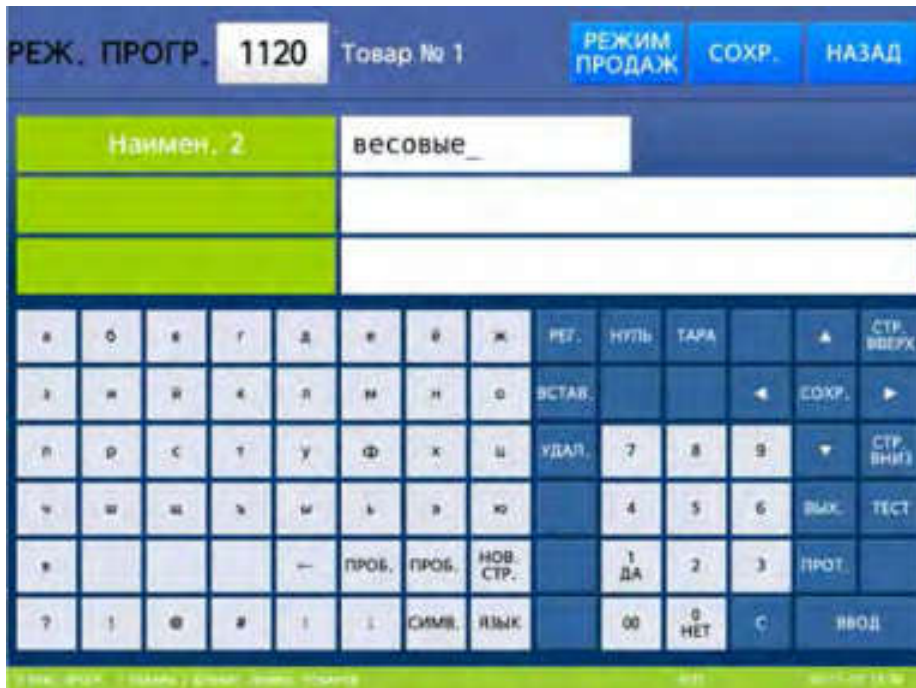 РЕЖ. ПРОГР. 1120 Товар № 1 РЕЖИМ ПРОДАЖ СОХР. НАЗАД
Наимен. 2 весовые_
а б в г д е ё ж РЕГ. НУЛЬ ТАРА ▲ СТР. ВВЕРХ
з и й к л м н о ВСТАВ. ◄ СОХР. ►
п р с т у ф х ц УДАЛ. 7 8 9 ▼ СТР. ВНИЗ
ч ш щ ъ ы ь э ю 4 5 6 ВЫХ. ТЕСТ
я ← ПРОБ. ПРОБ. НОВ. СТР. 1 ДА 2 3 ПРОТ.
? ! @ # СИМВ. ЯЗЫК 00 0 НЕТ C ВВОД